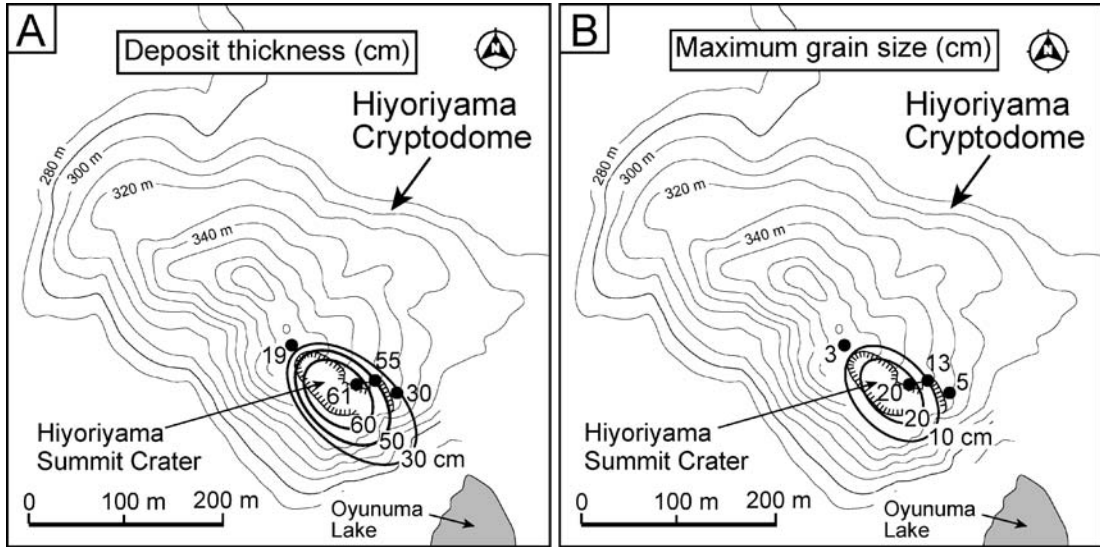 A
Deposit thickness (cm)
N
Hiyoriyama
Cryptodome
280 m
300 m
320 m
340 m
19
55
61
30
60
50
30 cm
Hiyoriyama
Summit Crater
0
100 m
200 m
Oyunuma
Lake
B
Maximum grain size (cm)
N
Hiyoriyama
Cryptodome
280 m
300 m
320 m
340 m
3
13
20
5
20
10 cm
Hiyoriyama
Summit Crater
0
100 m
200 m
Oyunuma
Lake